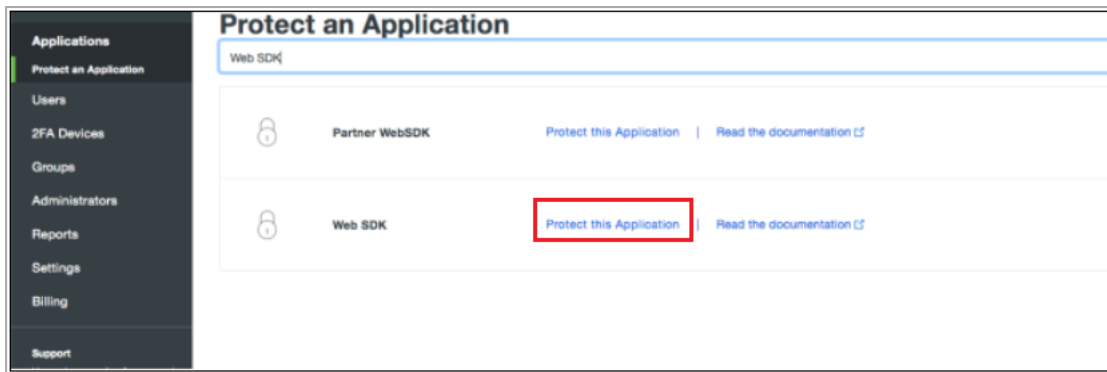 Applications
Protect an Application
Users
2FA Devices
Groups
Administrators
Reports
Settings
Billing
Support
Protect an Application
Web SDK
Partner WebSDK Protect this Application | Read the documentation
Web SDK Protect this Application | Read the documentation